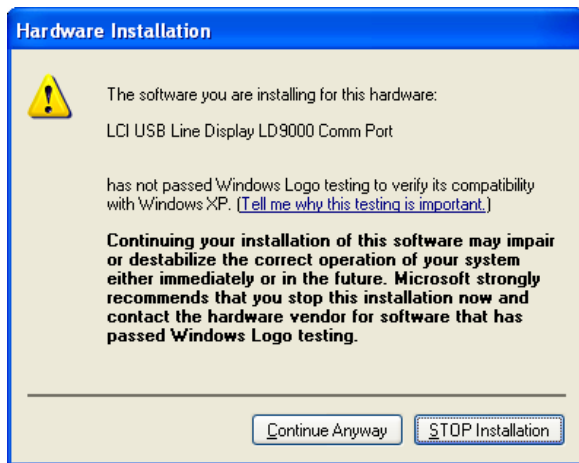 Hardware Installation
The software you are installing for this hardware:
LCI USB Line Display LD9000 Comm Port
has not passed Windows Logo testing to verify its compatibility
with Windows XP. (Tell me why this testing is important.)
Continuing your installation of this software may impair
or destabilize the correct operation of your system
either immediately or in the future. Microsoft strongly
recommends that you stop this installation now and
contact the hardware vendor for software that has
passed Windows Logo testing.
Continue Anyway
STOP Installation